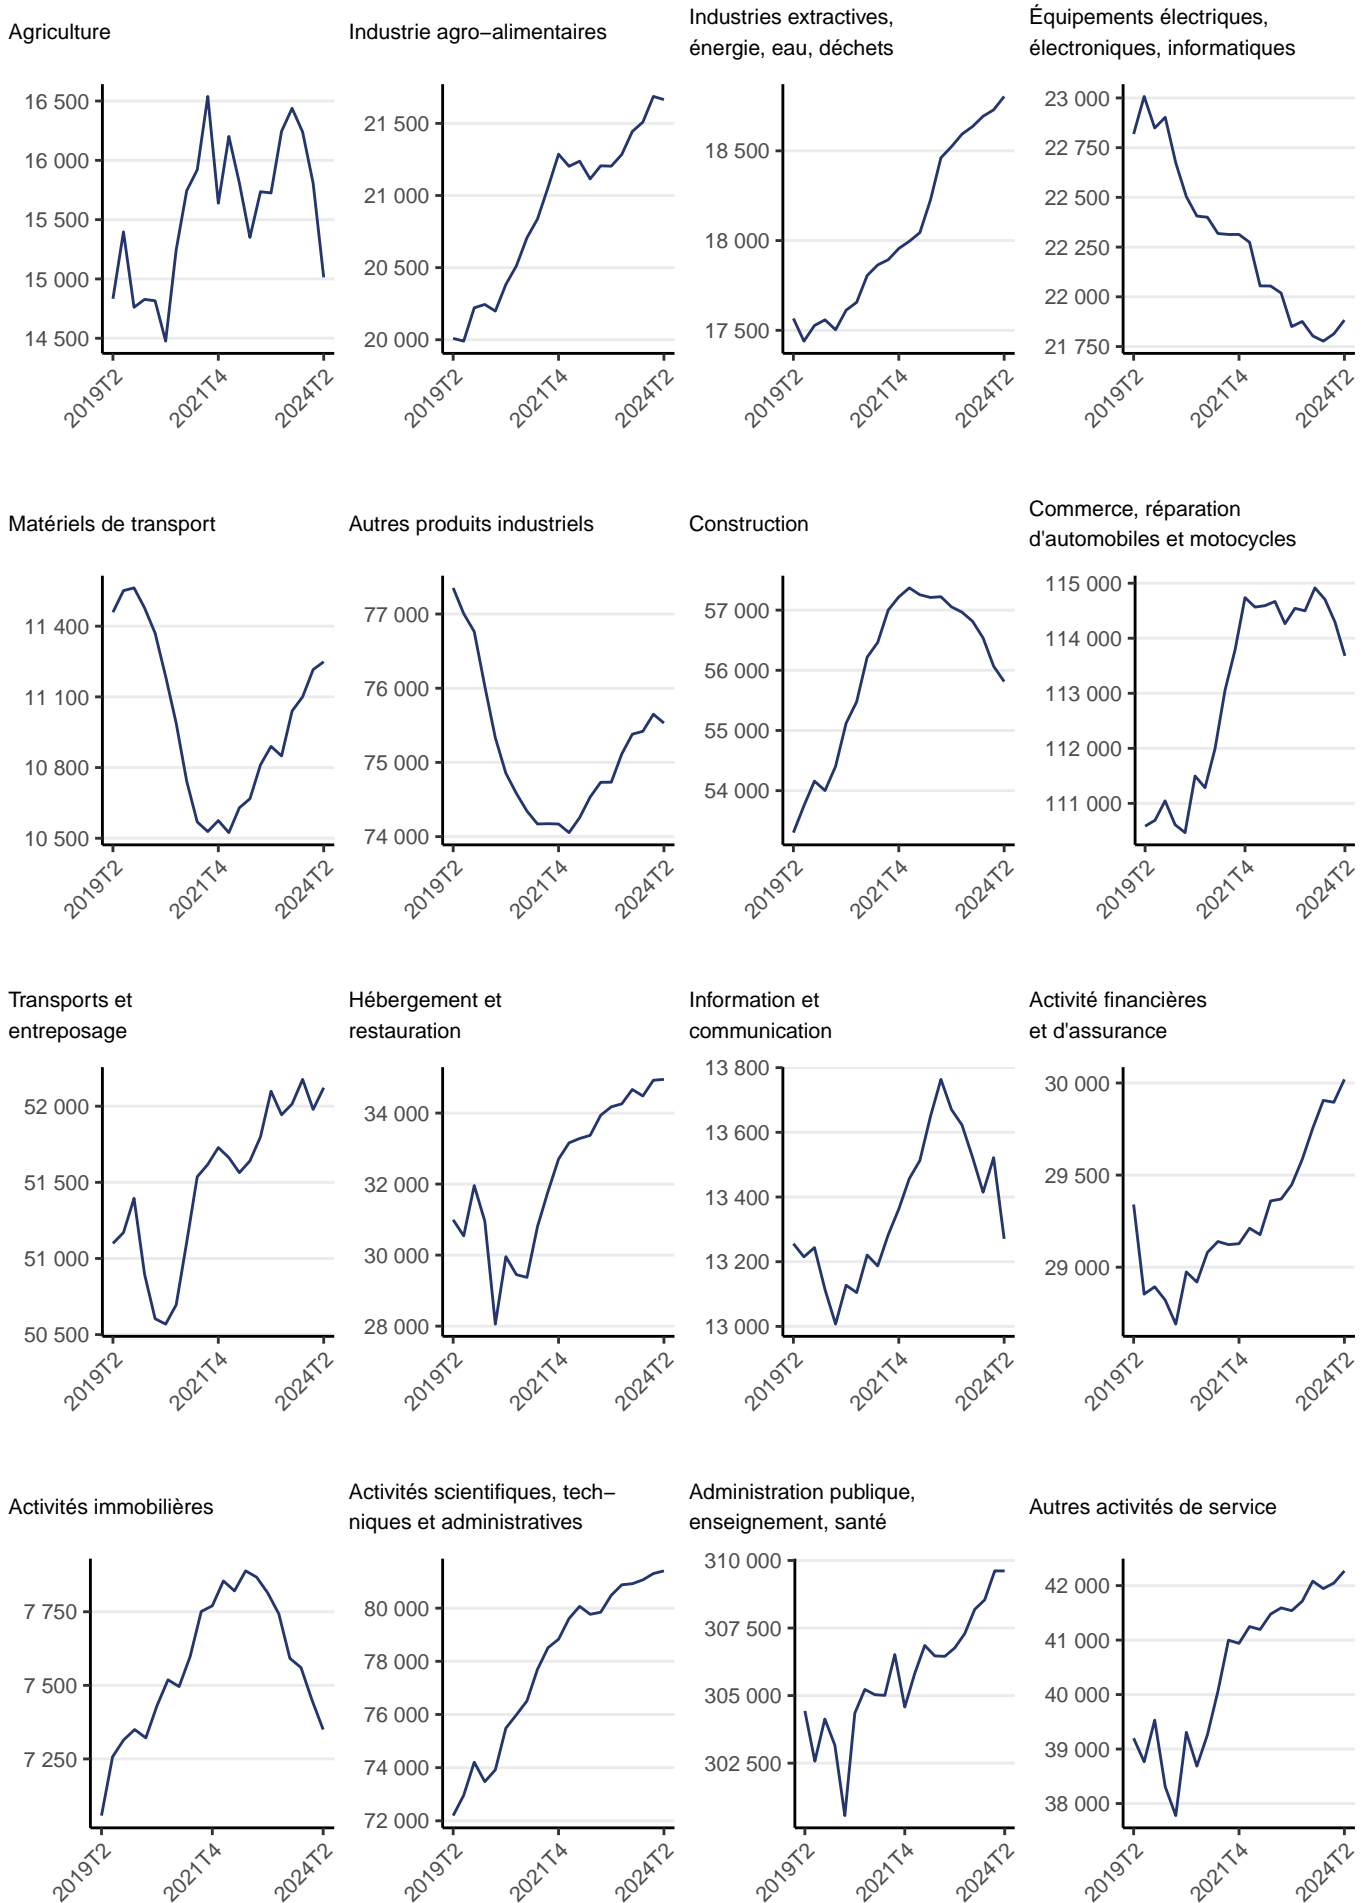 Agriculture
16 500
16 000
15 500
15 000
14 500
2019T2
2021T4
2024T2
Industrie agro−alimentaires
21 500
21 000
20 500
20 000
2019T2
2021T4
2024T2
Industries extractives,
énergie, eau, déchets
18 500
18 000
17 500
2019T2
2021T4
2024T2
Équipements électriques,
électroniques, informatiques
23 000
22 750
22 500
22 250
22 000
21 750
2019T2
2021T4
2024T2
Matériels de transport
11 400
11 100
10 800
10 500
2019T2
2021T4
2024T2
Autres produits industriels
77 000
76 000
75 000
74 000
2019T2
2021T4
2024T2
Construction
57 000
56 000
55 000
54 000
2019T2
2021T4
2024T2
Commerce, réparation
d'automobiles et motocycles
115 000
114 000
113 000
112 000
111 000
2019T2
2021T4
2024T2
Transports et
entreposage
52 000
51 500
51 000
50 500
2019T2
2021T4
2024T2
Hébergement et
restauration
34 000
32 000
30 000
28 000
2019T2
2021T4
2024T2
Information et
communication
13 800
13 600
13 400
13 200
13 000
2019T2
2021T4
2024T2
Activité financières
et d'assurance
30 000
29 500
29 000
2019T2
2021T4
2024T2
Activités immobilières
7 750
7 500
7 250
2019T2
2021T4
2024T2
Activités scientifiques, tech−
niques et administratives
80 000
78 000
76 000
74 000
72 000
2019T2
2021T4
2024T2
Administration publique,
enseignement, santé
310 000
307 500
305 000
302 500
2019T2
2021T4
2024T2
Autres activités de service
42 000
41 000
40 000
39 000
38 000
2019T2
2021T4
2024T2